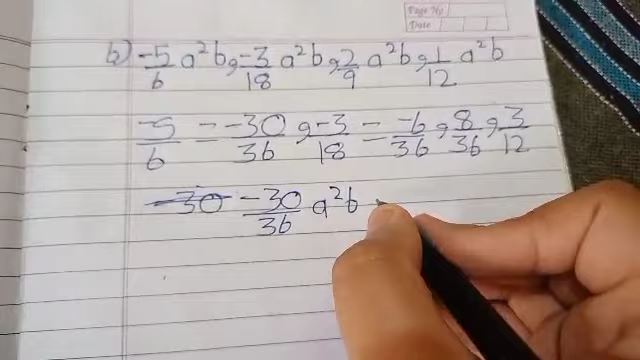 Page No
Date
b) -5/6 a²b, -3/18 a²b, 2/9 a²b, 1/12 a²b
-5/6 = -30/36, -3/18 = -6/36, 8/36, 3/12
-30 -30/36 a²b